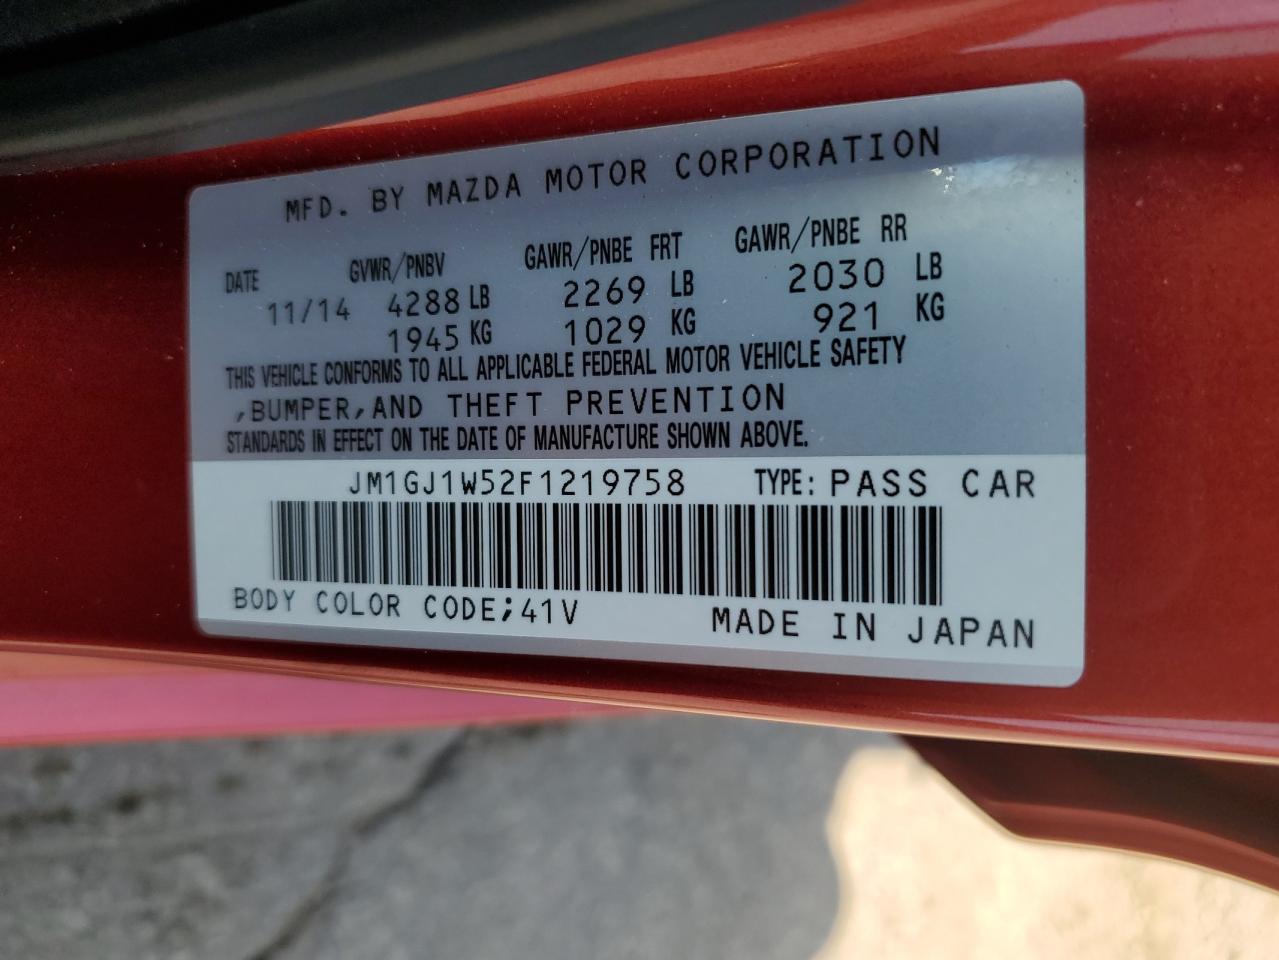 MFD. BY MAZDA MOTOR CORPORATION
DATE GVWR/PNBV GAWR/PNBE FRT GAWR/PNBE RR
11/14 4288 LB 2269 LB 2030 LB
1945 KG 1029 KG 921 KG
THIS VEHICLE CONFORMS TO ALL APPLICABLE FEDERAL MOTOR VEHICLE SAFETY
,BUMPER,AND THEFT PREVENTION
STANDARDS IN EFFECT ON THE DATE OF MANUFACTURE SHOWN ABOVE.
JM1GJ1W52F1219758 TYPE: PASS CAR
BODY COLOR CODE;41V MADE IN JAPAN